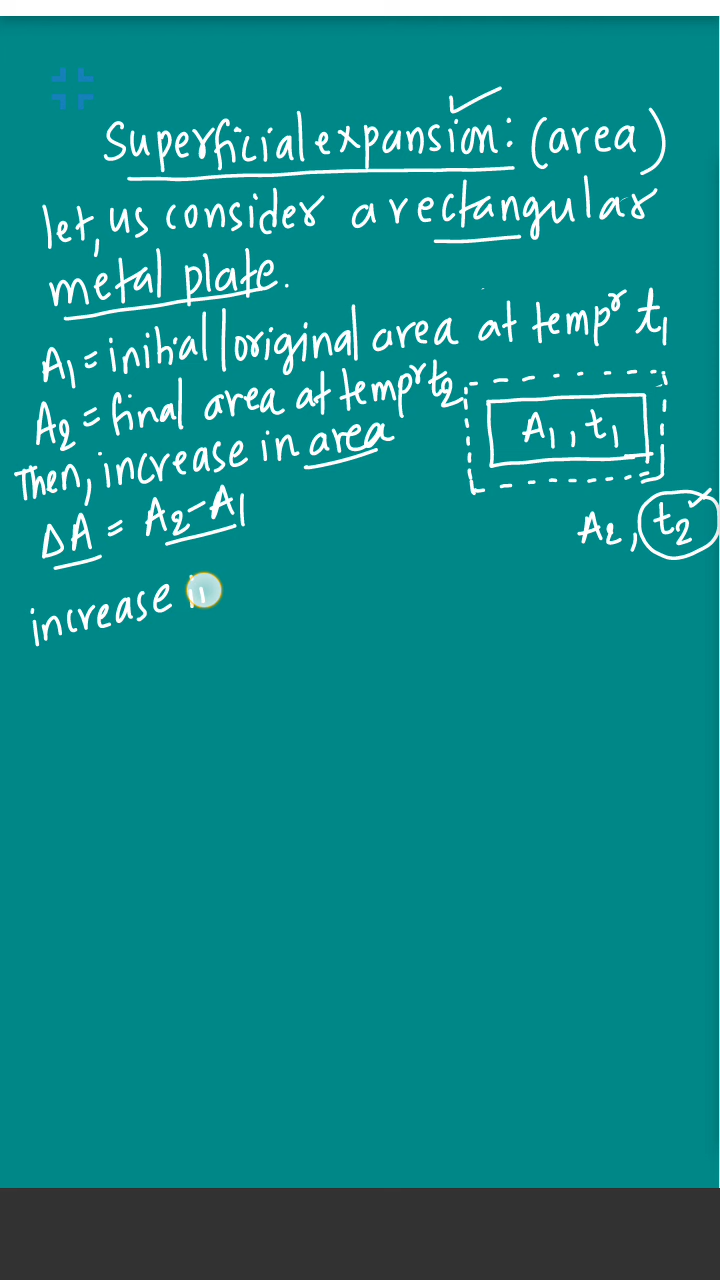 Superficial expansion: (area)
let, us consider a rectangular
metal plate.
A1 = initial/original area at tempr t1
A2 = final area at tempr t2
A1, t1
Then, increase in area
ΔA = A2-A1
A2, t2
increase i